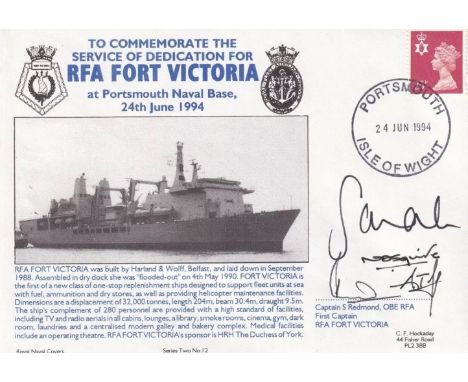 TO COMMEMORATE THE
SERVICE OF DEDICATION FOR
RFA FORT VICTORIA
at Portsmouth Naval Base,
24th June 1994
PORTSMOUTH
24 JUN 1994
ISLE OF WIGHT
Sarah
RFA FORT VICTORIA was built by Harland & Wolff, Belfast, and laid down in September
1988. Assembled in dry dock she was "flooded-out" on 4th May 1990. FORT VICTORIA is
the first of a new class of one-stop replenishment ships designed to support fleet units at sea
with fuel, ammunition and dry stores, as well as providing helicopter maintenance facilities.
Dimensions are a displacement of 32,000 tonnes, length 204m, beam 30.4m, draught 9.5m.
The ship's complement of 280 personnel are provided with a high standard of facilities,
including TV and radio aerials in all cabins, lounges, a library, smoke rooms, cinema, gym, dark
room, laundries and a centralised modern galley and bakery complex. Medical facilities
include an operating theatre. RFA FORT VICTORIA's sponsor is HRH The Duchess of York.
Captain S Redmond, OBE RFA
First Captain
RFA FORT VICTORIA
C. F. Hockaday
44 Fisher Road
PL2 3BB
Royal Naval Covers
Series Two No.12